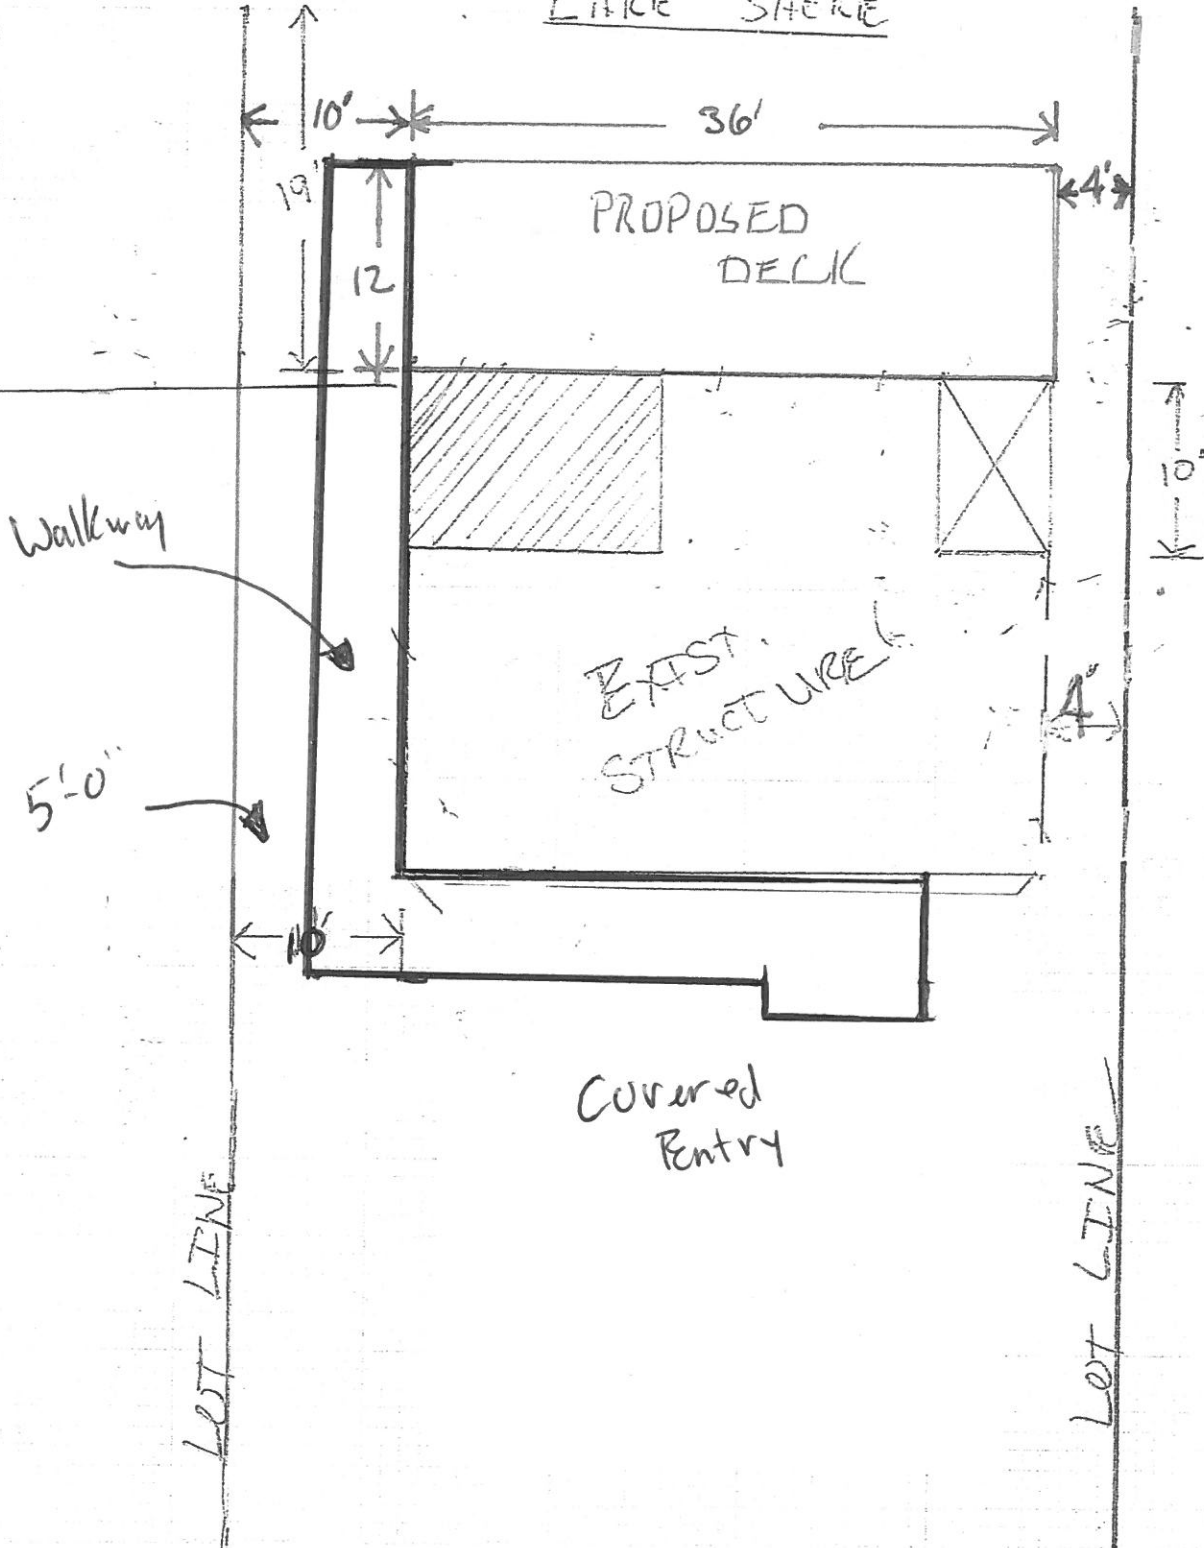 LAKE SHERE
10' 36'
19' 4'
PROPOSED
DECK
12
10'
Walkway
EXIST.
STRUCTURE
4'
5'-0"
10'
Covered
Entry
LOT LINE
LOT LINE